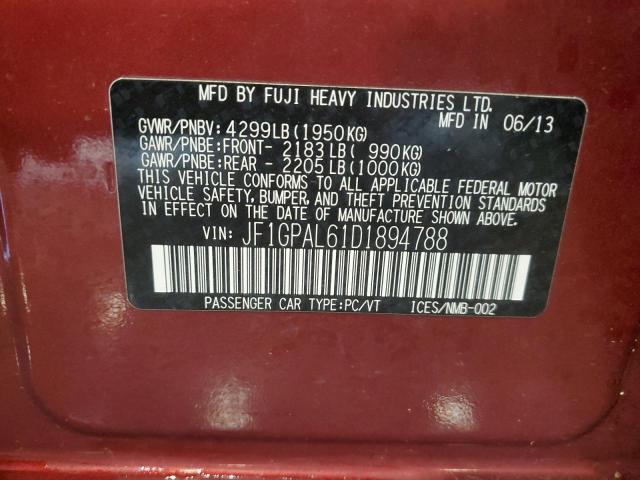 MFD BY FUJI HEAVY INDUSTRIES LTD.
MFD IN 06/13
GVWR/PNBV: 4299LB(1950KG)
GAWR/PNBE:FRONT- 2183LB( 990KG)
GAWR/PNBE:REAR - 2205LB(1000KG)
THIS VEHICLE CONFORMS TO ALL APPLICABLE FEDERAL MOTOR
VEHICLE SAFETY, BUMPER, AND THEFT PREVENTION STANDARDS
IN EFFECT ON THE DATE OF MANUFACTURE SHOWN ABOVE.
VIN: JF1GPAL61D1894788
PASSENGER CAR TYPE:PC/VT ICES/NMB-002